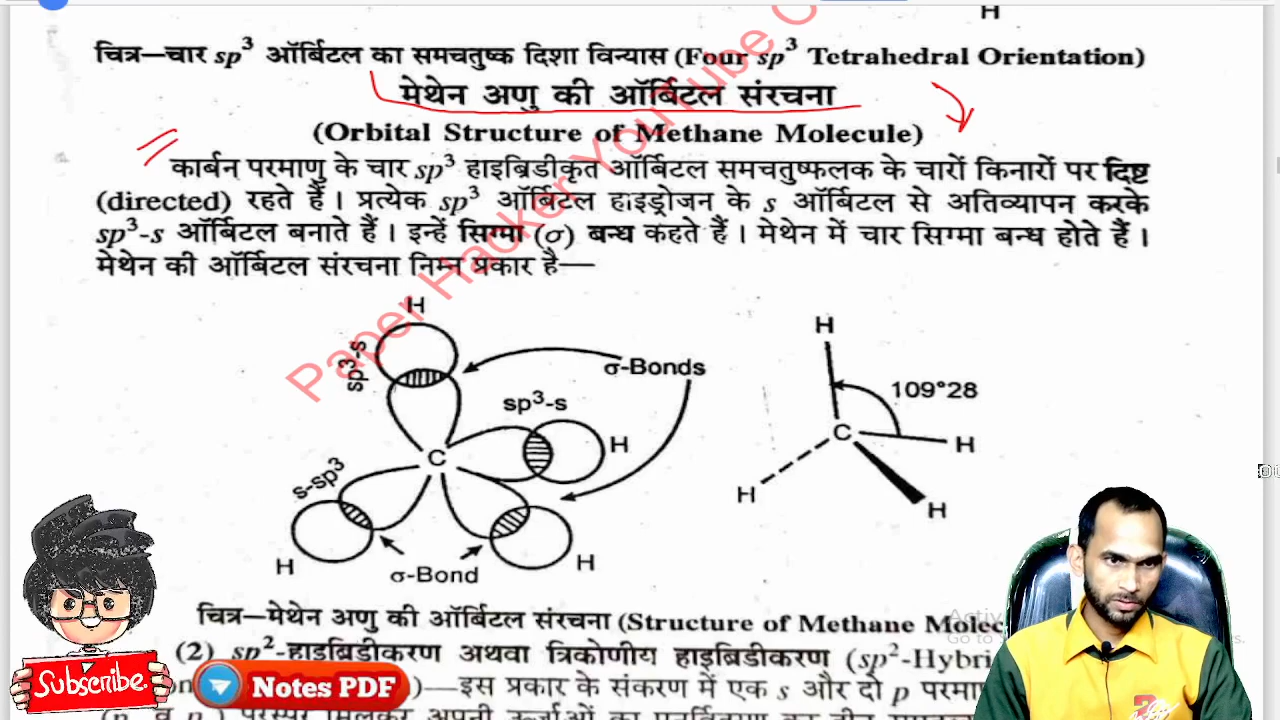 H
चित्र—चार sp³ ऑर्बिटल का समचतुष्क दिशा विन्यास (Four sp³ Tetrahedral Orientation)
मेथेन अणु की ऑर्बिटल संरचना
(Orbital Structure of Methane Molecule)
कार्बन परमाणु के चार sp³ हाइब्रिडीकृत ऑर्बिटल समचतुष्फलक के चारों किनारों पर दिष्ट
(directed) रहते हैं। प्रत्येक sp³ ऑर्बिटल हाइड्रोजन के s ऑर्बिटल से अतिव्यापन करके
sp³-s ऑर्बिटल बनाते हैं। इन्हें सिग्मा (σ) बन्ध कहते हैं। मेथेन में चार सिग्मा बन्ध होते हैं।
मेथेन की ऑर्बिटल संरचना निम्न प्रकार है—
Paper Hacker YouTube
H
sp³-s
σ-Bonds
sp³-s
H
C
s-sp³
H
σ-Bond
H
H
109°28
C
H
H
H
चित्र—मेथेन अणु की ऑर्बिटल संरचना (Structure of Methane Molec
(2) sp²-हाइब्रिडीकरण अथवा त्रिकोणीय हाइब्रिडीकरण (sp²-Hybri
on
)—इस प्रकार के संकरण में एक s और दो p
Subscribe.
Notes PDF